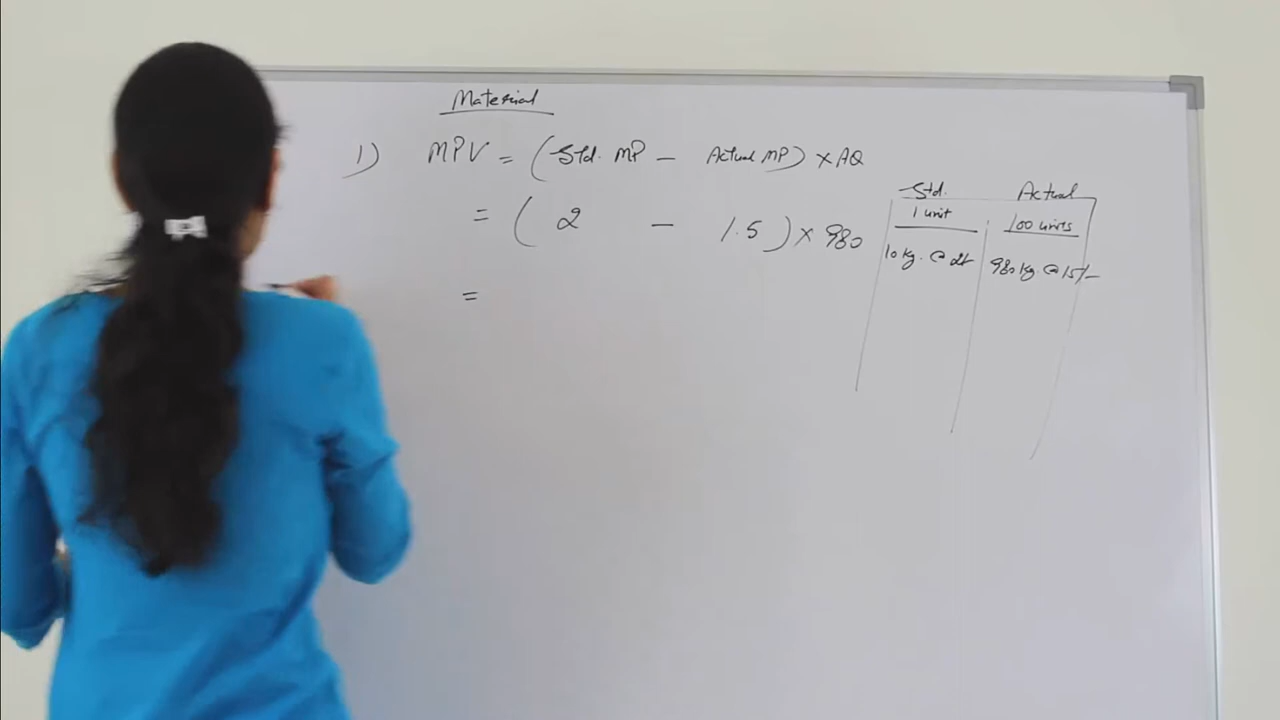 Material
1) MPV = (Std. MP - Actual MP) × AQ
= (2 - 1.5) × 980
=
Std. Actual
1 unit 100 units
10 kg. @ 2/- 980 kg. @ 1.5/-